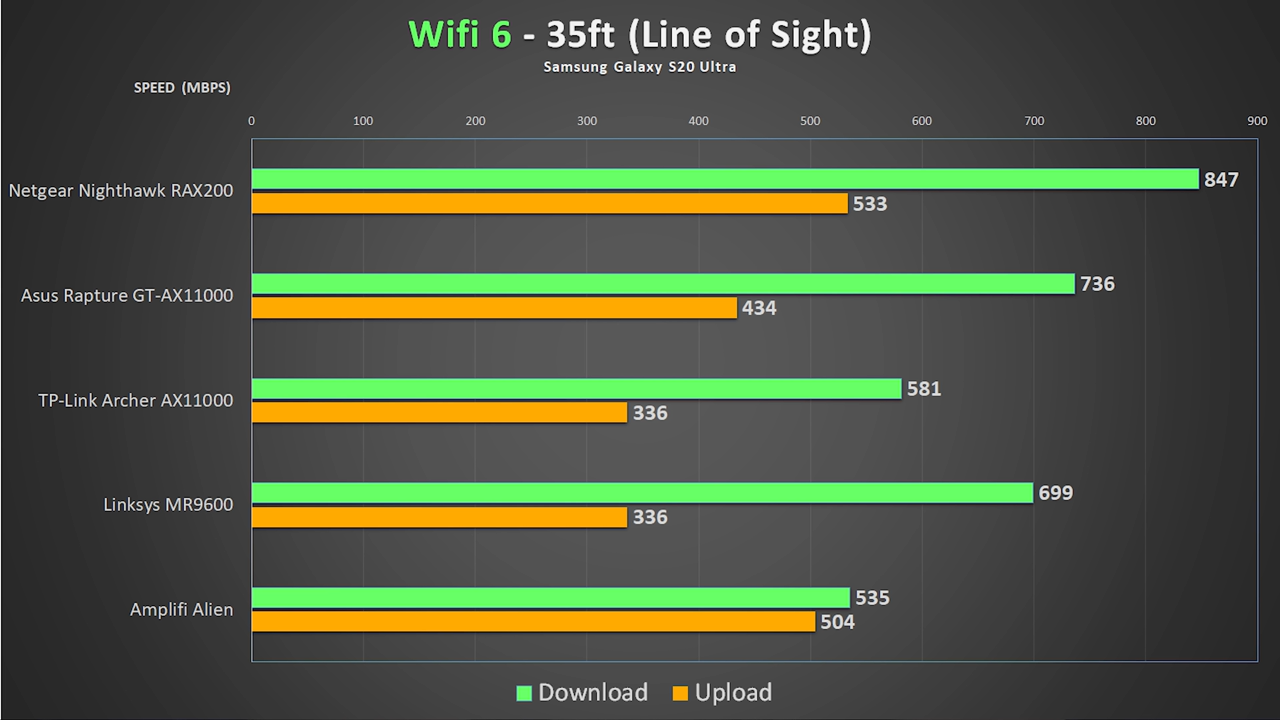 Wifi 6 - 35ft (Line of Sight)
Samsung Galaxy S20 Ultra
SPEED (MBPS)
0 100 200 300 400 500 600 700 800 900
Netgear Nighthawk RAX200
847
533
Asus Rapture GT-AX11000
736
434
TP-Link Archer AX11000
581
336
Linksys MR9600
699
336
Amplifi Alien
535
504
Download Upload